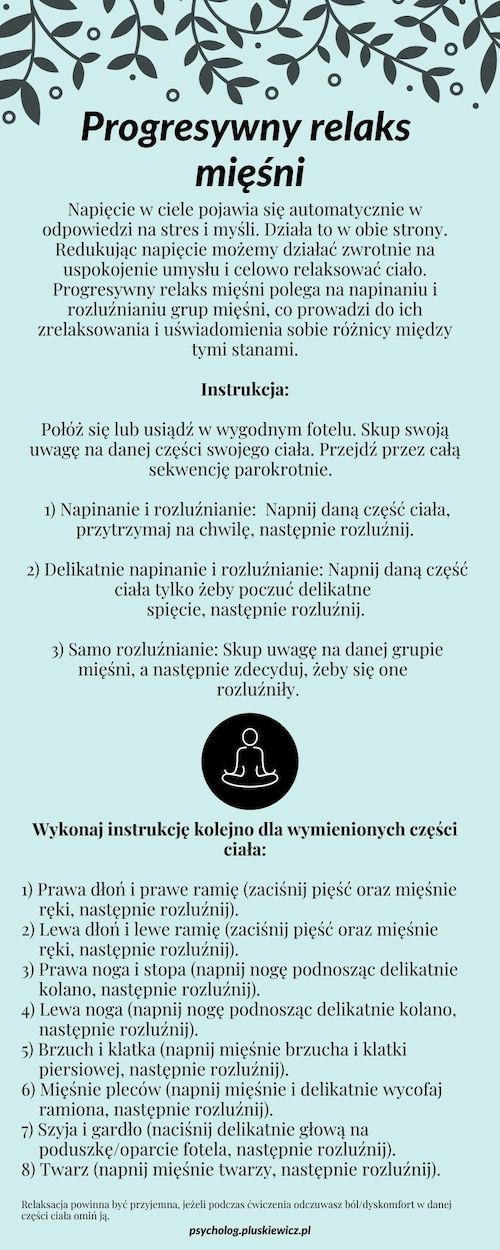 Progresywny relaks
mięśni
Napięcie w ciele pojawia się automatycznie w
odpowiedzi na stres i myśli. Działa to w obie strony.
Redukując napięcie możemy działać zwrotnie na
uspokojenie umysłu i celowo relaksować ciało.
Progresywny relaks mięśni polega na napinaniu i
rozluźnianiu grup mięśni, co prowadzi do ich
zrelaksowania i uświadomienia sobie różnicy między
tymi stanami.
Instrukcja:
Połóż się lub usiądź w wygodnym fotelu. Skup swoją
uwagę na danej części swojego ciała. Przejdź przez całą
sekwencję parokrotnie.
1) Napinanie i rozluźnianie: Napnij daną część ciała,
przytrzymaj na chwilę, następnie rozluźnij.
2) Delikatnie napinanie i rozluźnianie: Napnij daną część
ciała tylko żeby poczuć delikatne
spięcie, następnie rozluźnij.
3) Samo rozluźnianie: Skup uwagę na danej grupie
mięśni, a następnie zdecyduj, żeby się one
rozluźniły.
Wykonaj instrukcję kolejno dla wymienionych części
ciała:
1) Prawa dłoń i prawe ramię (zaciśnij pięść oraz mięśnie
ręki, następnie rozluźnij).
2) Lewa dłoń i lewe ramię (zaciśnij pięść oraz mięśnie
ręki, następnie rozluźnij).
3) Prawa noga i stopa (napnij nogę podnosząc delikatnie
kolano, następnie rozluźnij).
4) Lewa noga (napnij nogę podnosząc delikatnie kolano,
następnie rozluźnij).
5) Brzuch i klatka (napnij mięśnie brzucha i klatki
piersiowej, następnie rozluźnij).
6) Mięśnie pleców (napnij mięśnie i delikatnie wycofaj
ramiona, następnie rozluźnij).
7) Szyja i gardło (naciśnij delikatnie głową na
poduszkę/oparcie fotela, następnie rozluźnij).
8) Twarz (napnij mięśnie twarzy, następnie rozluźnij).
Relaksacja powinna być przyjemna, jeżeli podczas ćwiczenia odczuwasz ból/dyskomfort w danej
części ciała omiń ją.
psycholog.pluskiewicz.pl